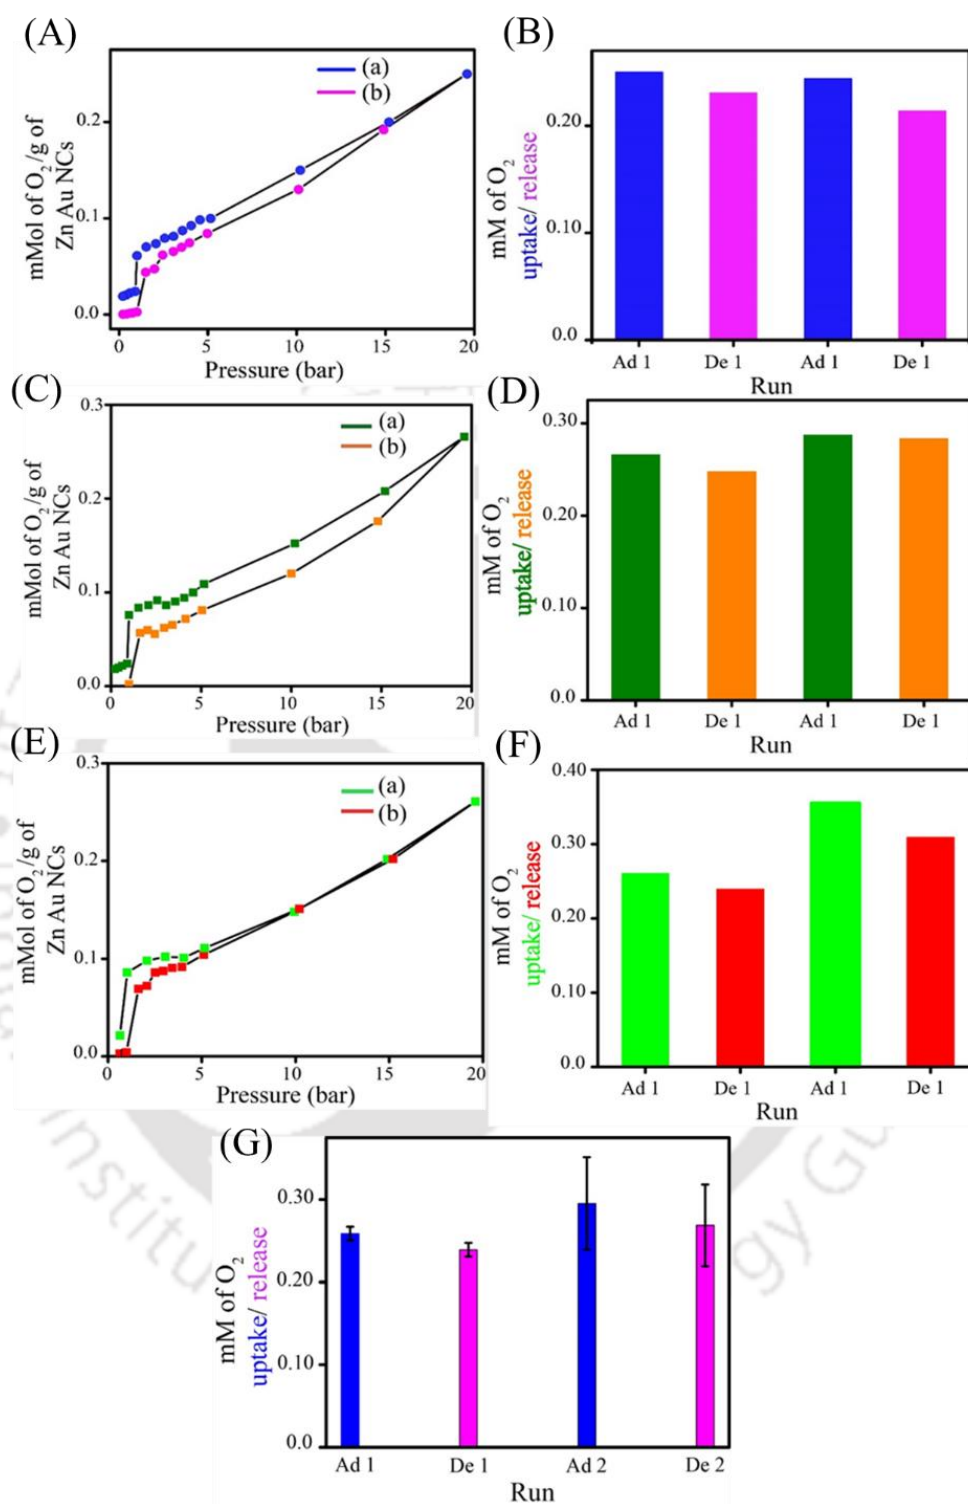 (A)
(a)
(b)
0.2
0.1
0.0
mMol of O2/g of
Zn Au NCs
0 5 10 15 20
Pressure (bar)
(B)
0.20
0.10
0.0
mM of O2
uptake/ release
Ad 1 De 1 Ad 1 De 1
Run
(C)
(a)
(b)
0.3
0.2
0.1
0.0
mMol of O2/g of
Zn Au NCs
0 5 10 15 20
Pressure (bar)
(D)
0.30
0.20
0.10
0.0
mM of O2
uptake/ release
Ad 1 De 1 Ad 1 De 1
Run
(E)
(a)
(b)
0.3
0.2
0.1
0.0
mMol of O2/g of
Zn Au NCs
0 5 10 15 20
Pressure (bar)
(F)
0.40
0.30
0.20
0.10
0.0
mM of O2
uptake/ release
Ad 1 De 1 Ad 1 De 1
Run
(G)
0.30
0.20
0.10
0.0
mM of O2
uptake/ release
Ad 1 De 1 Ad 2 De 2
Run
Institu
gy Gu